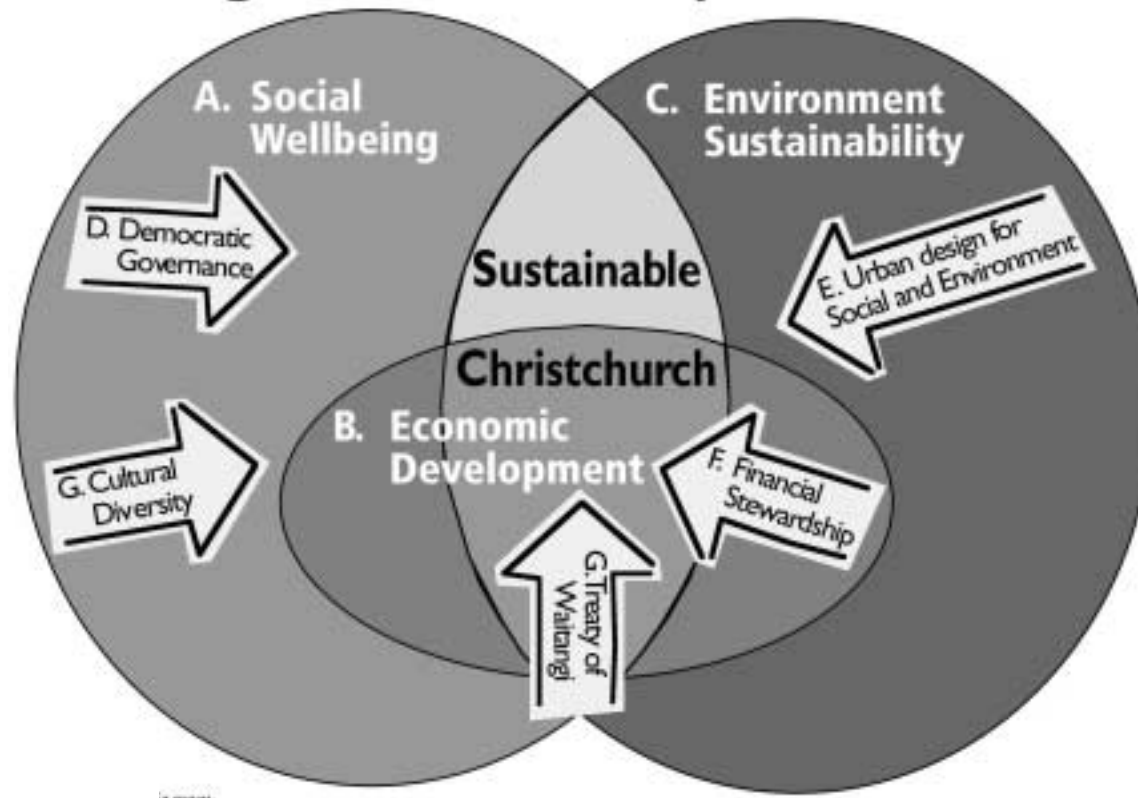 A. Social
Wellbeing
C. Environment
Sustainability
D. Democratic
Governance
E. Urban design for
Social and Environment
Sustainable
Christchurch
B. Economic
Development
G. Cultural
Diversity
F. Financial
Stewardship
G.Treaty of
Waitangi